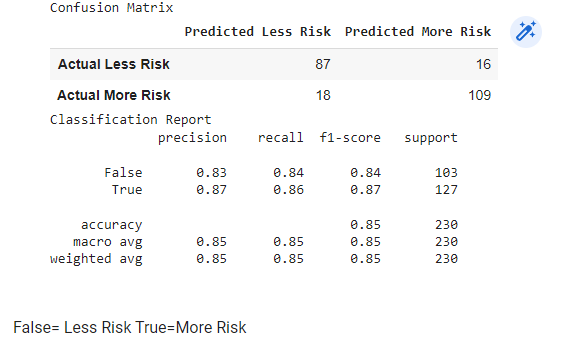 Confusion Matrix
Predicted Less Risk Predicted More Risk
Actual Less Risk 87 16
Actual More Risk 18 109
Classification Report
precision recall f1-score support
False 0.83 0.84 0.84 103
True 0.87 0.86 0.87 127
accuracy 0.85 230
macro avg 0.85 0.85 0.85 230
weighted avg 0.85 0.85 0.85 230
False= Less Risk True=More Risk